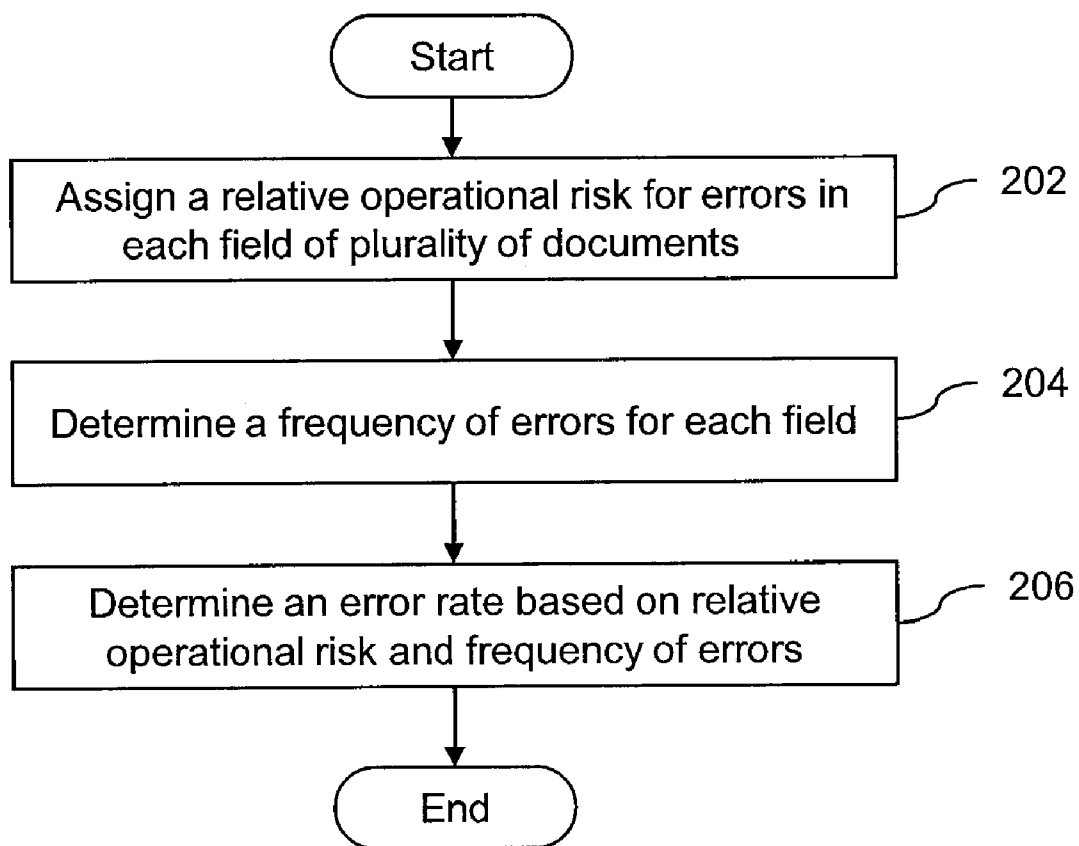 Start
Assign a relative operational risk for errors in
each field of plurality of documents
202
Determine a frequency of errors for each field
204
Determine an error rate based on relative
operational risk and frequency of errors
206
End